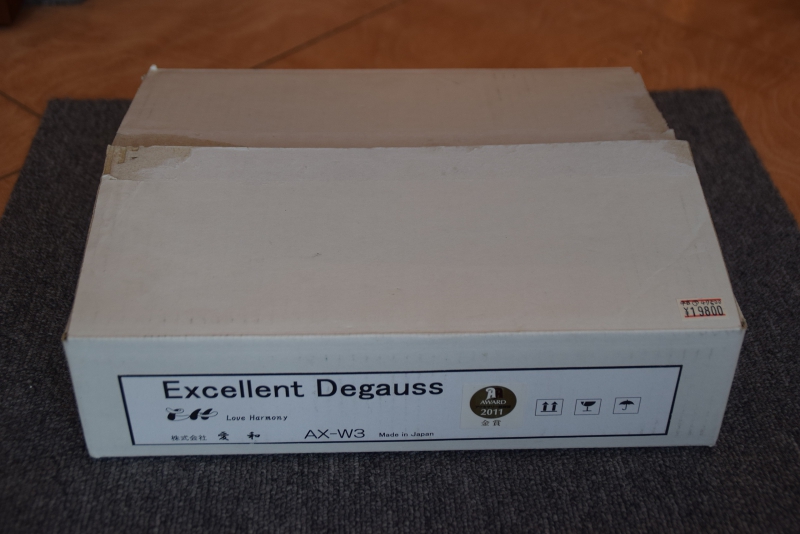 ¥19800
Excellent Degauss
Love Harmony
株式会社 愛和
AX-W3 Made in Japan
AWARD
2011
金賞